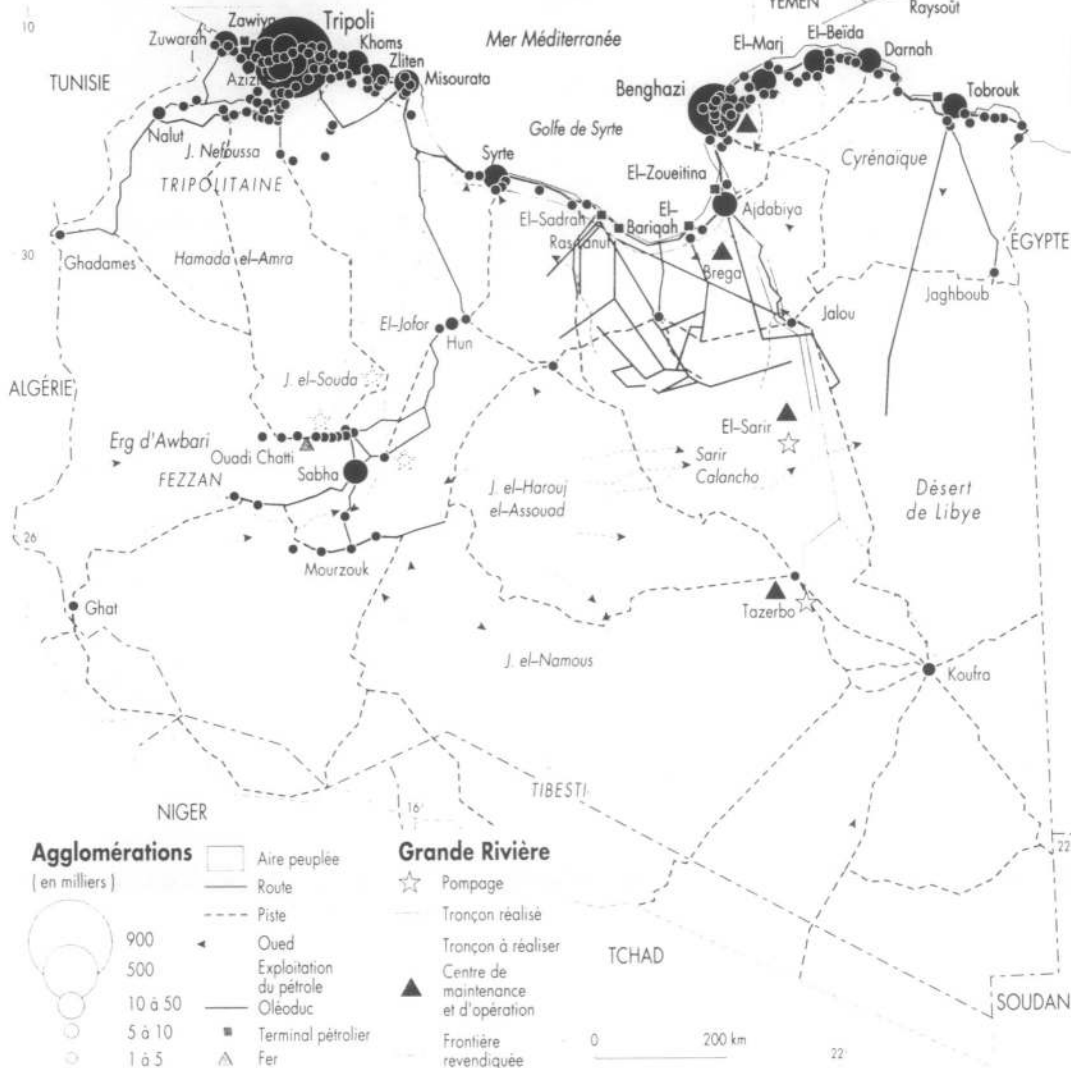 10
YEMEN
Raysoût
Zawiya
Tripoli
Zuwarah
Khoms
Mer Méditerranée
El-Marj
El-Beïda
Zliten
Darnah
TUNISIE
Misourata
Benghazi
Tobrouk
Golfe de Syrte
Nalut
J. Nefoussa
Cyrénaïque
Syrte
El-Zoueitina
TRIPOLITAINE
El-Sadrah
El-
Bariqah
Ajdabiya
EGYPTE
30
Ghadames
Hamada el-Amra
Brega
Jaghboub
El-Jofor
Hun
Jalou
ALGÉRIE
J. el-Souda
El-Sarir
Erg d'Awbari
Ouadi Chatti
Sabha
Sarir
Calancho
FEZZAN
J. el-Harouj
el-Assouad
Désert
de Libye
26
Mourzouk
Ghat
Tazerbo
J. el-Namous
Koufra
TIBESTI
NIGER
16
22
Agglomérations
(en milliers)
900
500
10 à 50
5 à 10
1 à 5
Aire peuplée
Route
Piste
Oued
Exploitation
du pétrole
Oléoduc
Terminal pétrolier
Fer
Grande Rivière
Pompage
Tronçon réalisé
Tronçon à réaliser
Centre de
maintenance
et d'opération
Frontière
revendiquée
TCHAD
SOUDAN
0
200 km
22